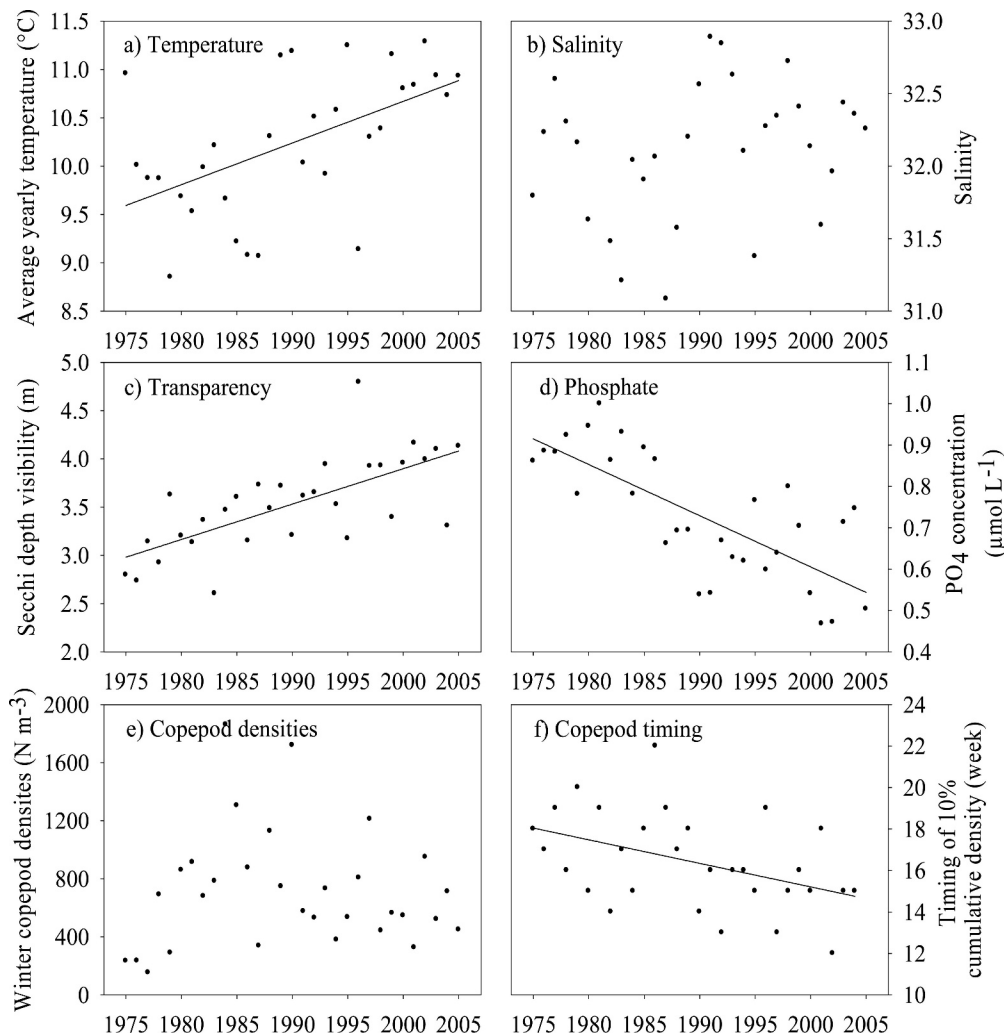 a) Temperature
Average yearly temperature (°C)
11.5
11.0
10.5
10.0
9.5
9.0
8.5
1975 1980 1985 1990 1995 2000 2005
b) Salinity
Salinity
33.0
32.5
32.0
31.5
31.0
1975 1980 1985 1990 1995 2000 2005
c) Transparency
Secchi depth visibility (m)
5.0
4.5
4.0
3.5
3.0
2.5
2.0
1975 1980 1985 1990 1995 2000 2005
d) Phosphate
PO4 concentration
(µmol L-1)
1.1
1.0
0.9
0.8
0.7
0.6
0.5
0.4
1975 1980 1985 1990 1995 2000 2005
e) Copepod densities
Winter copepod densites (N m-3)
2000
1600
1200
800
400
0
1975 1980 1985 1990 1995 2000 2005
f) Copepod timing
Timing of 10%
cumulative density (week)
24
22
20
18
16
14
12
10
1975 1980 1985 1990 1995 2000 2005